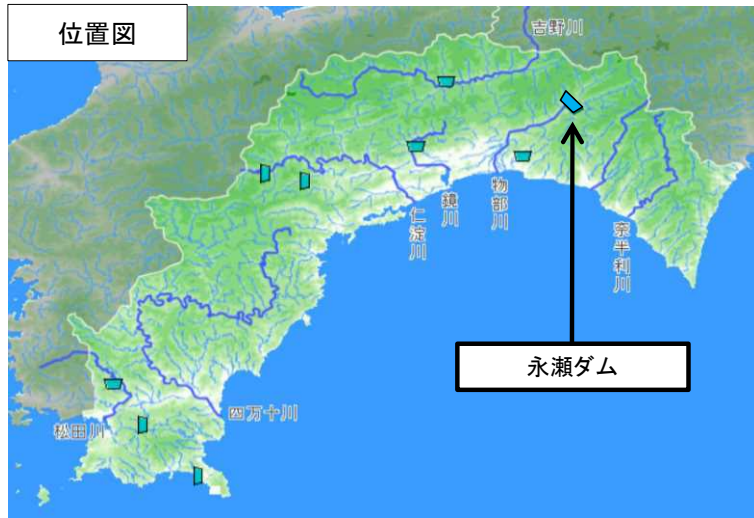 位置図
吉野川
物部川
鏡川
仁淀川
奈半利川
永瀬ダム
四万十川
松田川